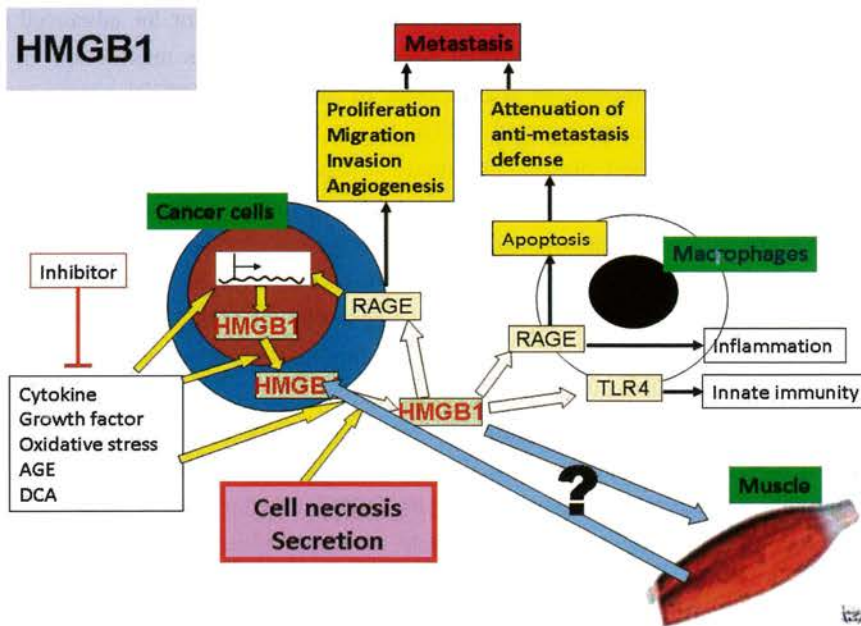 HMGB1
Metastasis
Proliferation
Migration
Invasion
Angiogenesis
Attenuation of
anti-metastasis
defense
Cancer cells
Apoptosis
Macrophages
Inhibitor
HMGB1
RAGE
RAGE
Inflammation
HMGB
TLR4
Innate immunity
HMGB1
Cytokine
Growth factor
Oxidative stress
AGE
DCA
?
Muscle
Cell necrosis
Secretion